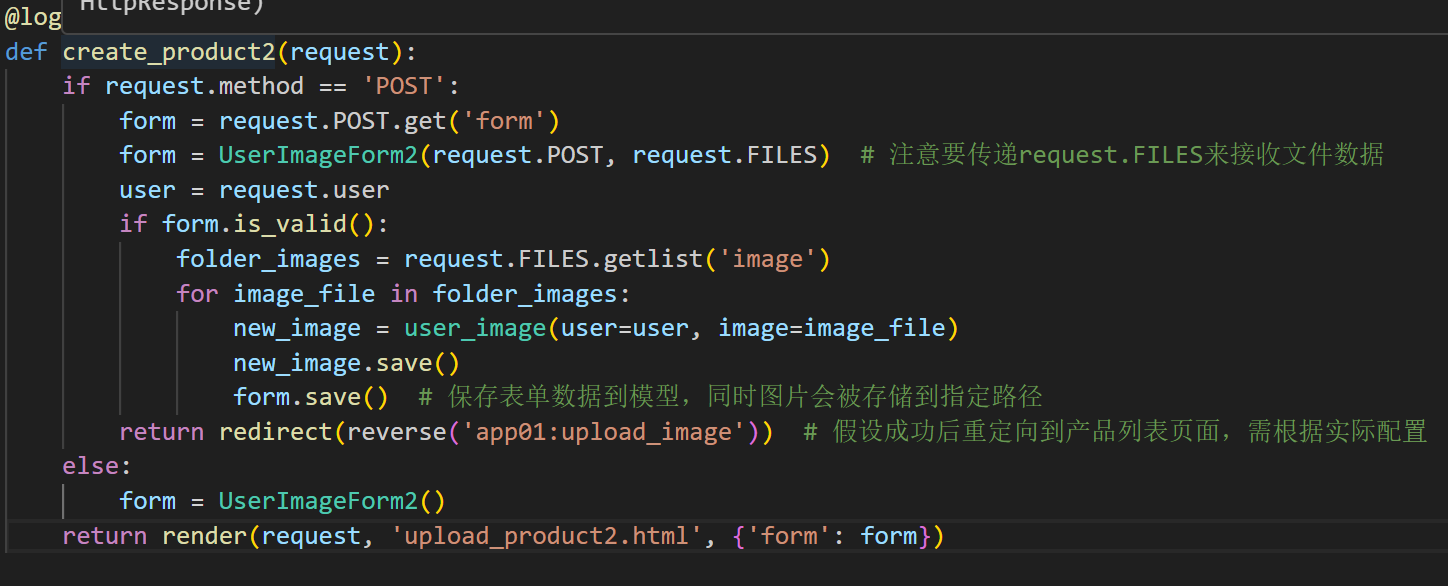 HttpResponse)
@log
def create_product2(request):
    if request.method == 'POST':
        form = request.POST.get('form')
        form = UserImageForm2(request.POST, request.FILES)  # 注意要传递request.FILES来接收文件数据
        user = request.user
        if form.is_valid():
            folder_images = request.FILES.getlist('image')
            for image_file in folder_images:
                new_image = user_image(user=user, image=image_file)
                new_image.save()
                form.save()  # 保存表单数据到模型，同时图片会被存储到指定路径
        return redirect(reverse('app01:upload_image'))  # 假设成功后重定向到产品列表页面，需根据实际配置
    else:
        form = UserImageForm2()
    return render(request, 'upload_product2.html', {'form': form})